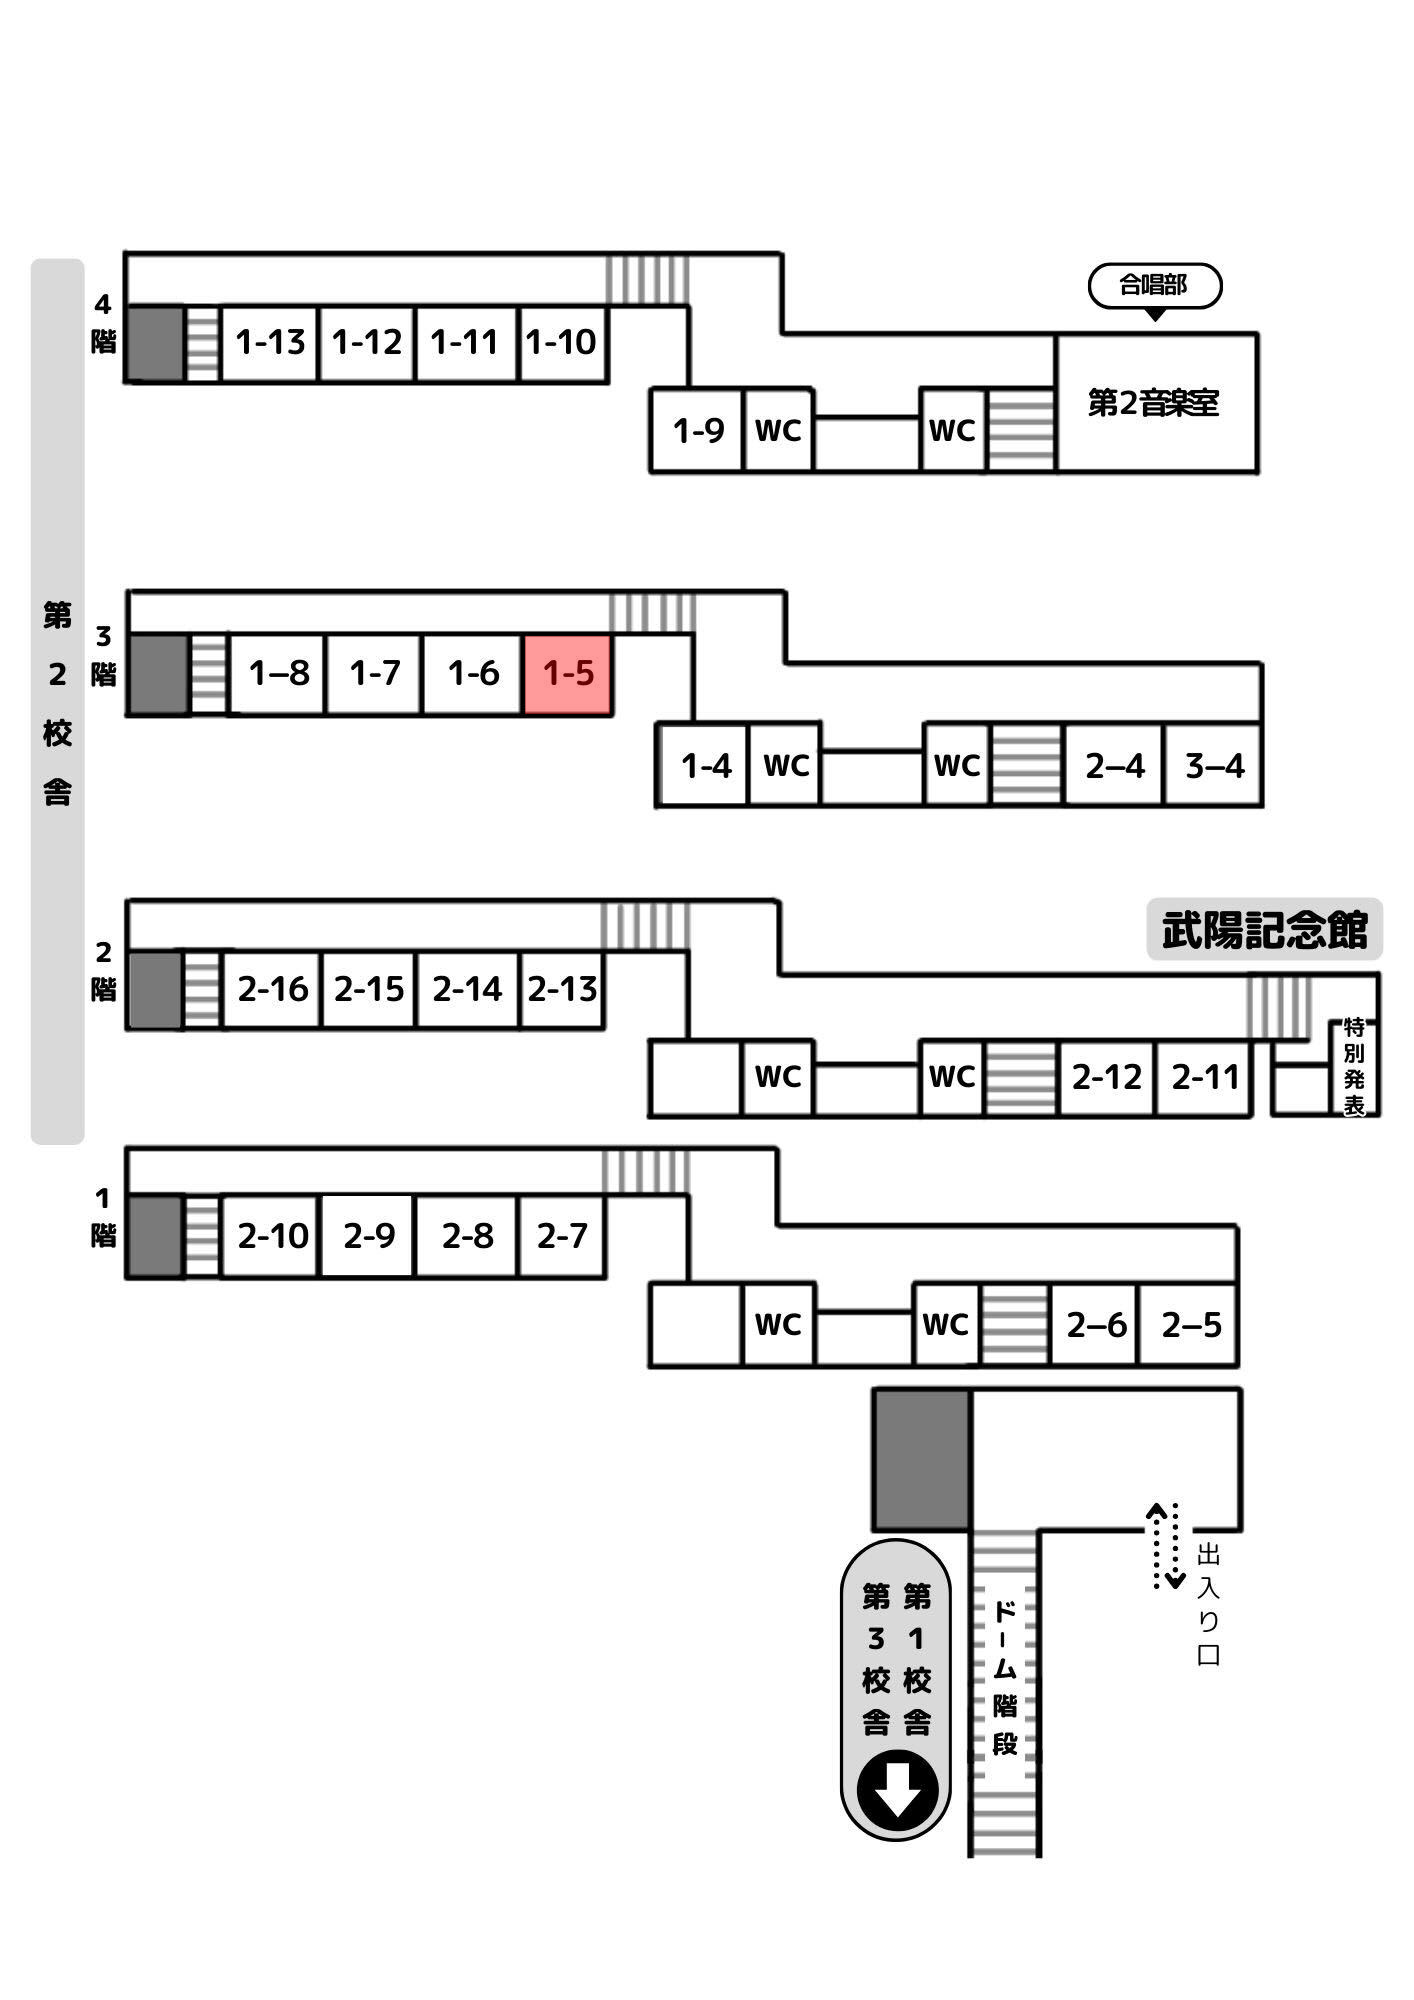 合唱部
4階
1-13 1-12 1-11 1-10
第2音楽室
1-9 WC WC
第2校舎
3階
1–8 1-7 1-6 1-5
1-4 WC WC 2–4 3–4
武陽記念館
2階
2-16 2-15 2-14 2-13
特別発表
WC WC 2-12 2-11
1階
2-10 2-9 2-8 2-7
WC WC 2–6 2–5
出入り口
第1校舎
第3校舎
ドーム階段